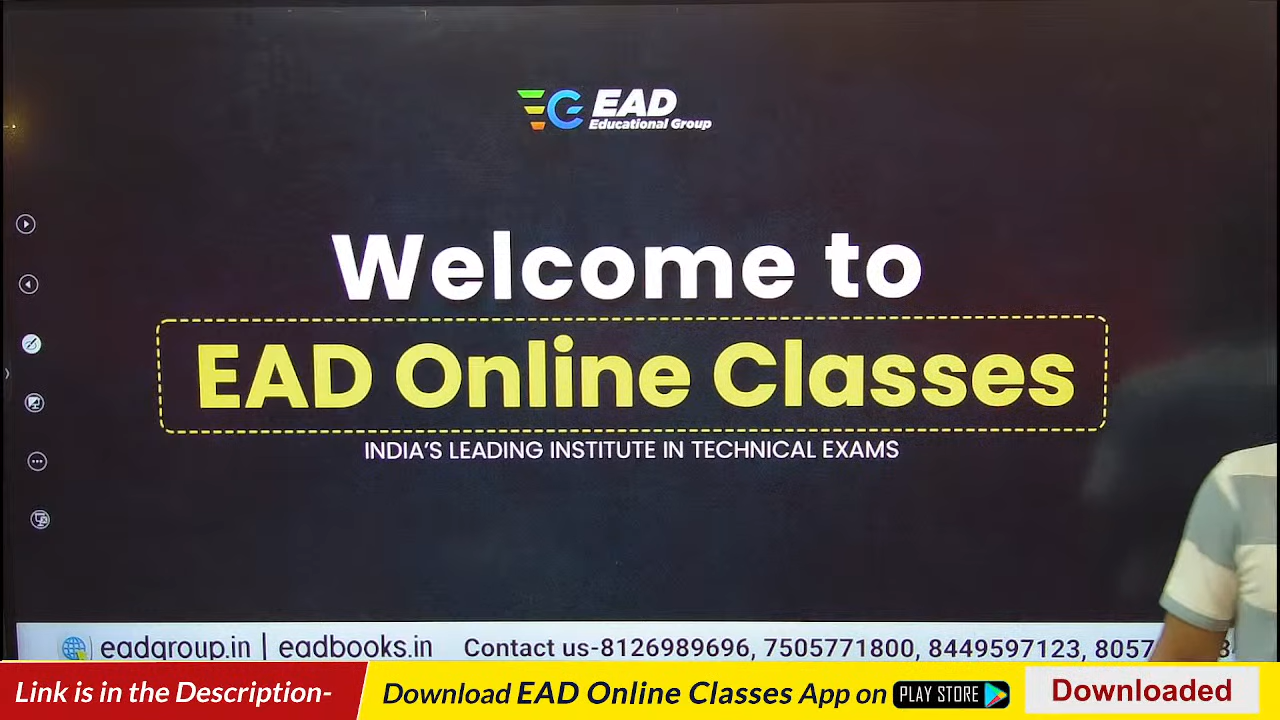 EAD
Educational Group
Welcome to
EAD Online Classes
INDIA'S LEADING INSTITUTE IN TECHNICAL EXAMS
eadgroup.in | eadbooks.in Contact us-8126989696, 7505771800, 8449597123, 8057
Link is in the Description- Download EAD Online Classes App on PLAY STORE Downloaded